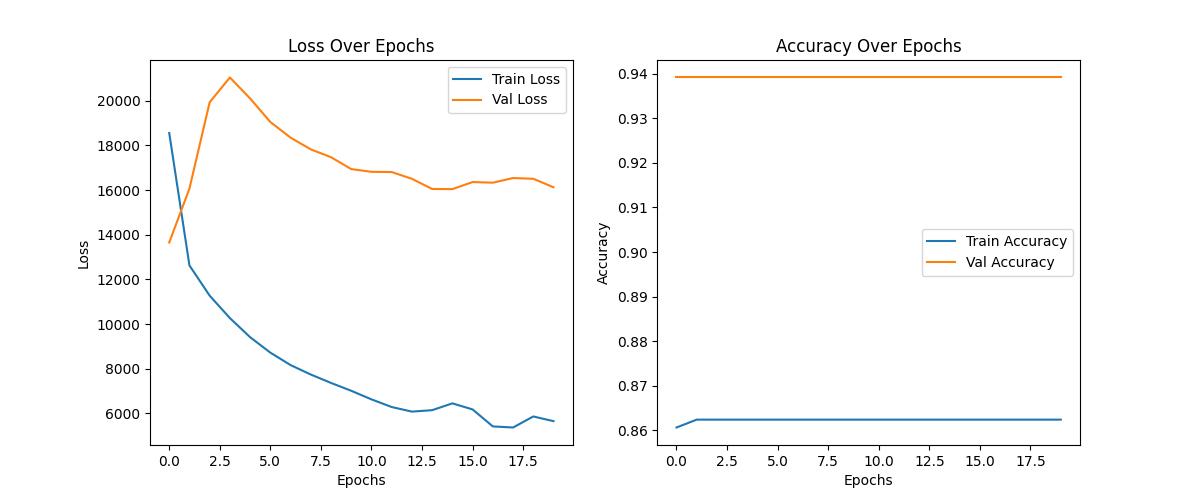 Loss Over Epochs
Train Loss
Val Loss
20000
18000
16000
14000
12000
10000
8000
6000
Loss
0.0 2.5 5.0 7.5 10.0 12.5 15.0 17.5
Epochs
Accuracy Over Epochs
0.94
0.93
0.92
0.91
0.90
0.89
0.88
0.87
0.86
Accuracy
Train Accuracy
Val Accuracy
0.0 2.5 5.0 7.5 10.0 12.5 15.0 17.5
Epochs